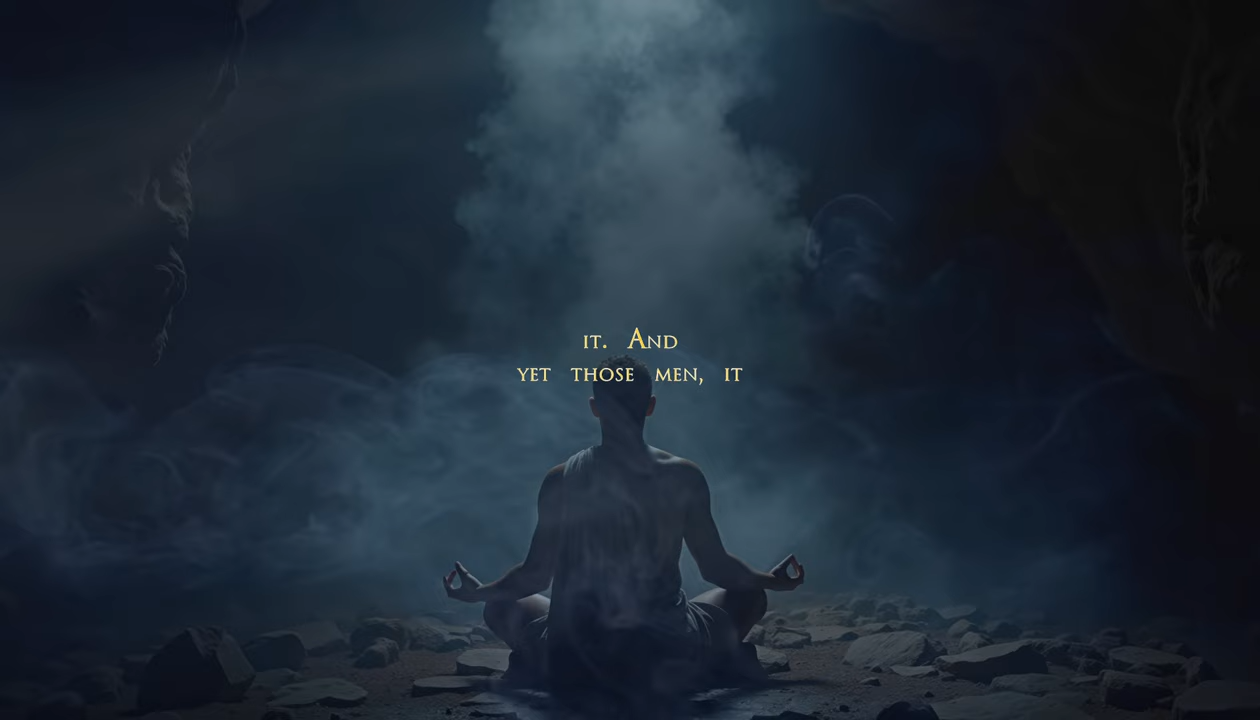 it. And
yet those men, it